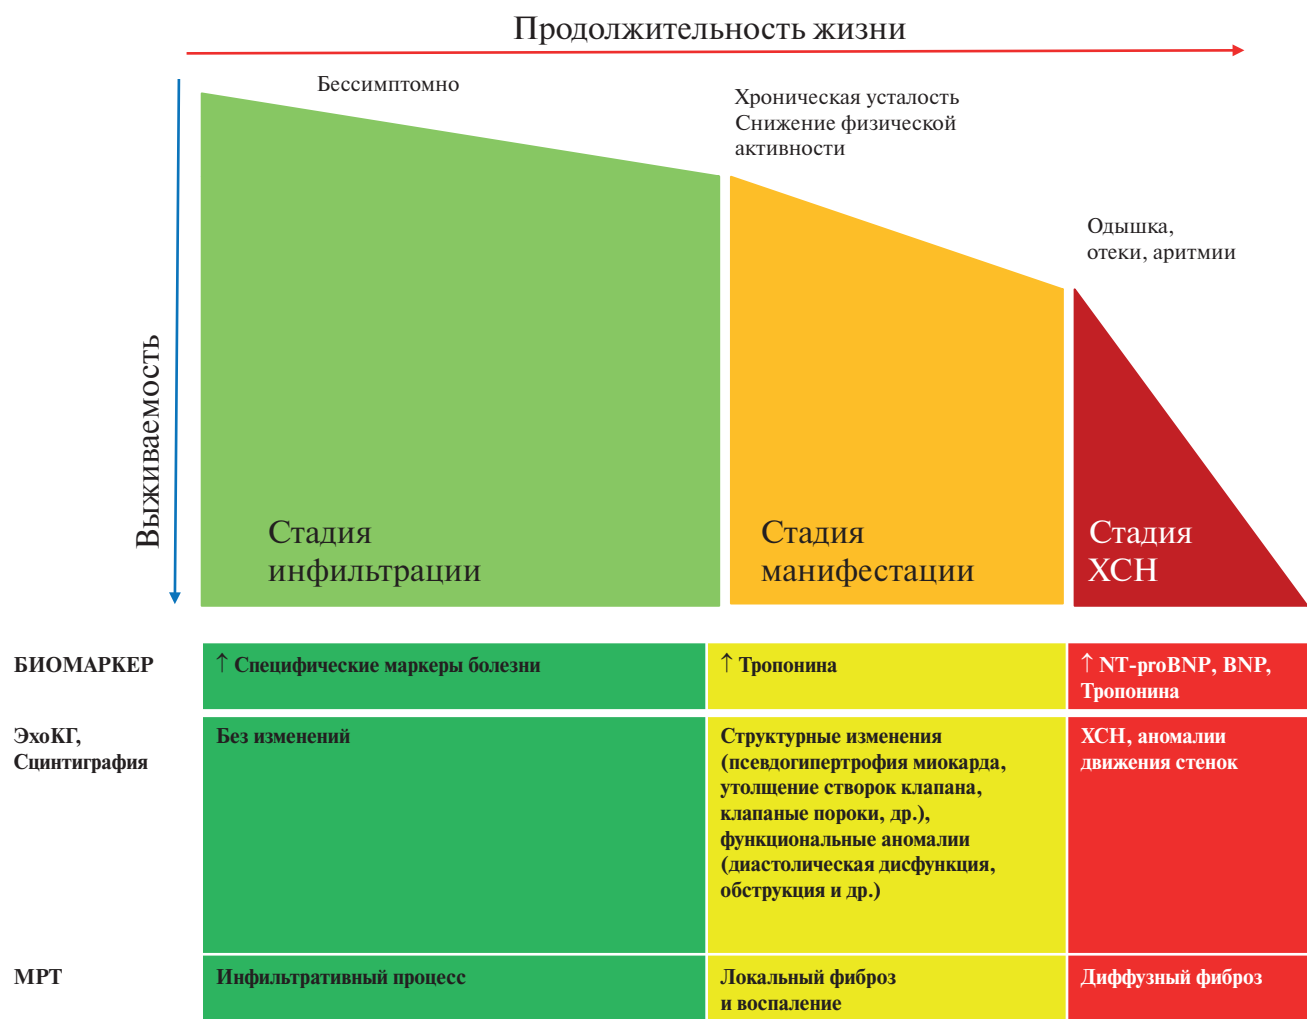 Продолжительность жизни
Бессимптомно
Хроническая усталость
Снижение физической
активности
Одышка,
отеки, аритмии
Выживаемость
Стадия
инфильтрации
Стадия
манифестации
Стадия
ХСН
БИОМАРКЕР
↑ Специфические маркеры болезни
↑ Тропонина
↑ NT-proBNP, BNP,
Тропонина
ЭхоКГ,
Сцинтиграфия
Без изменений
Структурные изменения
(псевдогипертрофия миокарда,
утолщение створок клапана,
клапаные пороки, др.),
функциональные аномалии
(диастолическая дисфункция,
обструкция и др.)
ХСН, аномалии
движения стенок
МРТ
Инфильтративный процесс
Локальный фиброз
и воспаление
Диффузный фиброз